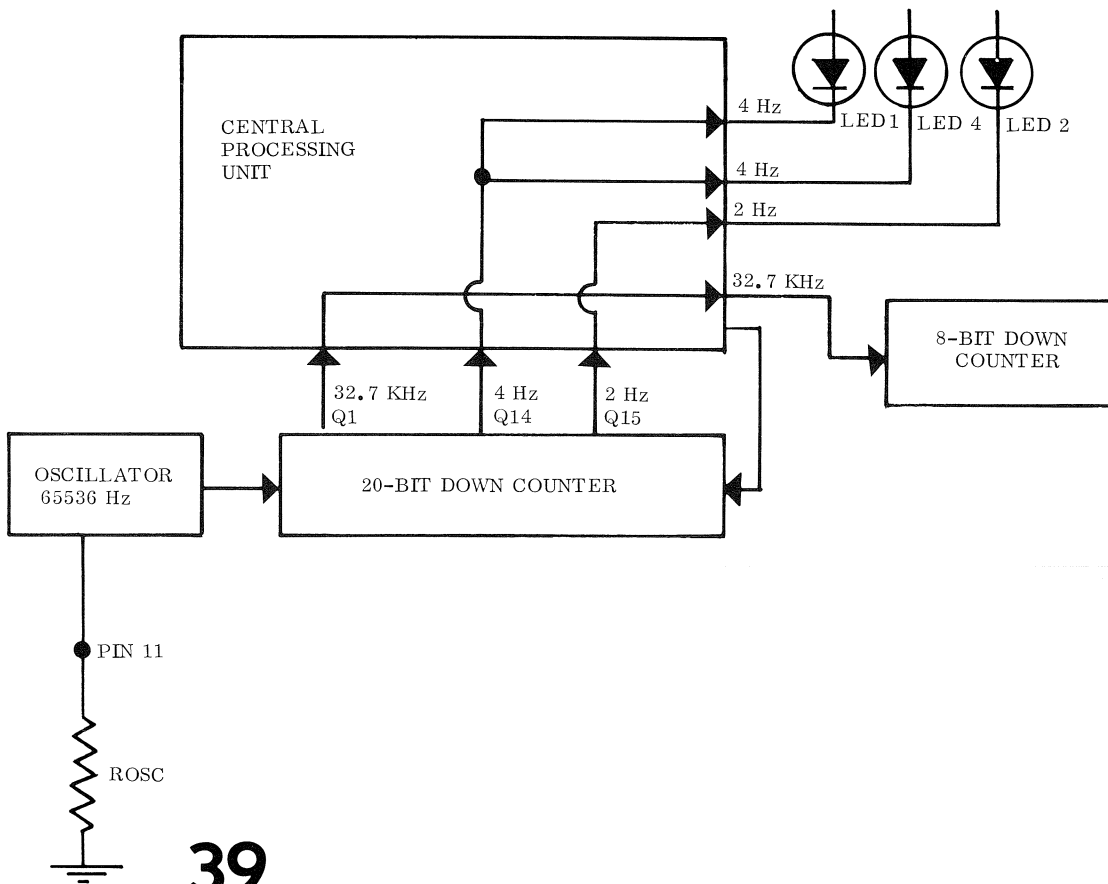 CENTRAL
PROCESSING
UNIT
4 Hz
LED1
LED 4
LED 2
4 Hz
2 Hz
32.7 KHz
8-BIT DOWN
COUNTER
32.7 KHz
Q1
4 Hz
Q14
2 Hz
Q15
OSCILLATOR
65536 Hz
20-BIT DOWN COUNTER
PIN 11
ROSC
39